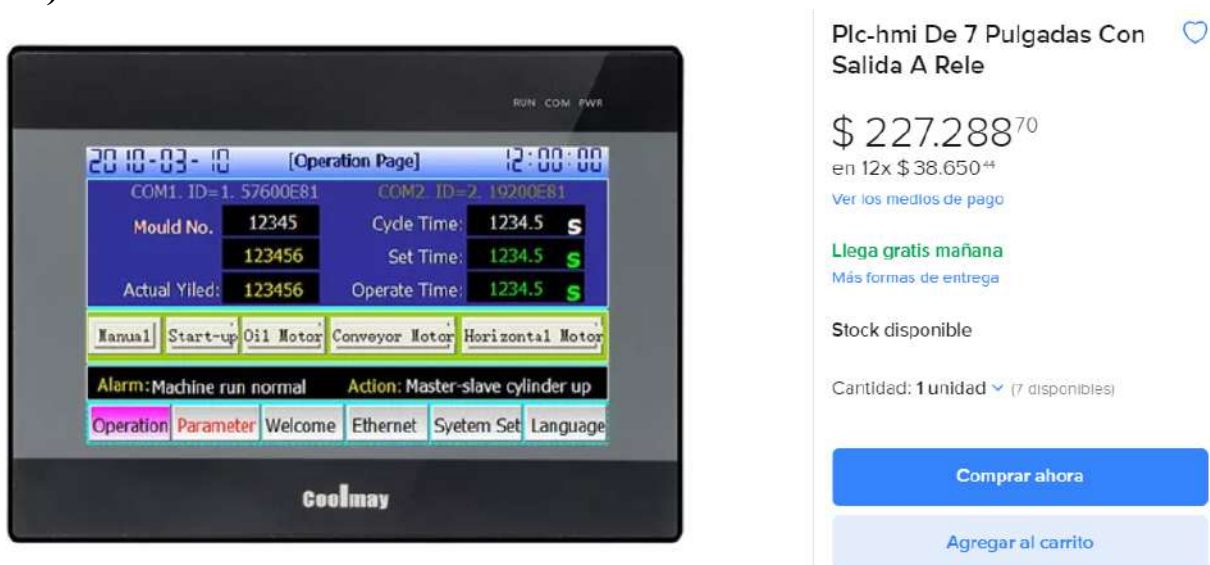 )
RUN COM PWR
2010-03-10 [Operation Page] 12:00:00
COM1. ID=1. 57600E81 COM2. ID=2. 19200E81
Mould No. 12345 Cycle Time: 1234.5 S
123456 Set Time: 1234.5 S
Actual Yiled: 123456 Operate Time: 1234.5 S
Manual Start-up Oil Motor Conveyor Motor Horizontal Motor
Alarm: Machine run normal Action: Master-slave cylinder up
Operation Parameter Welcome Ethernet Syetem Set Language
Coolmay
Plc-hmi De 7 Pulgadas Con
Salida A Rele
$ 227.288 70
en 12x $ 38.650 44
Ver los medios de pago
Llega gratis mañana
Más formas de entrega
Stock disponible
Cantidad: 1 unidad (7 disponibles)
Comprar ahora
Agregar al carrito